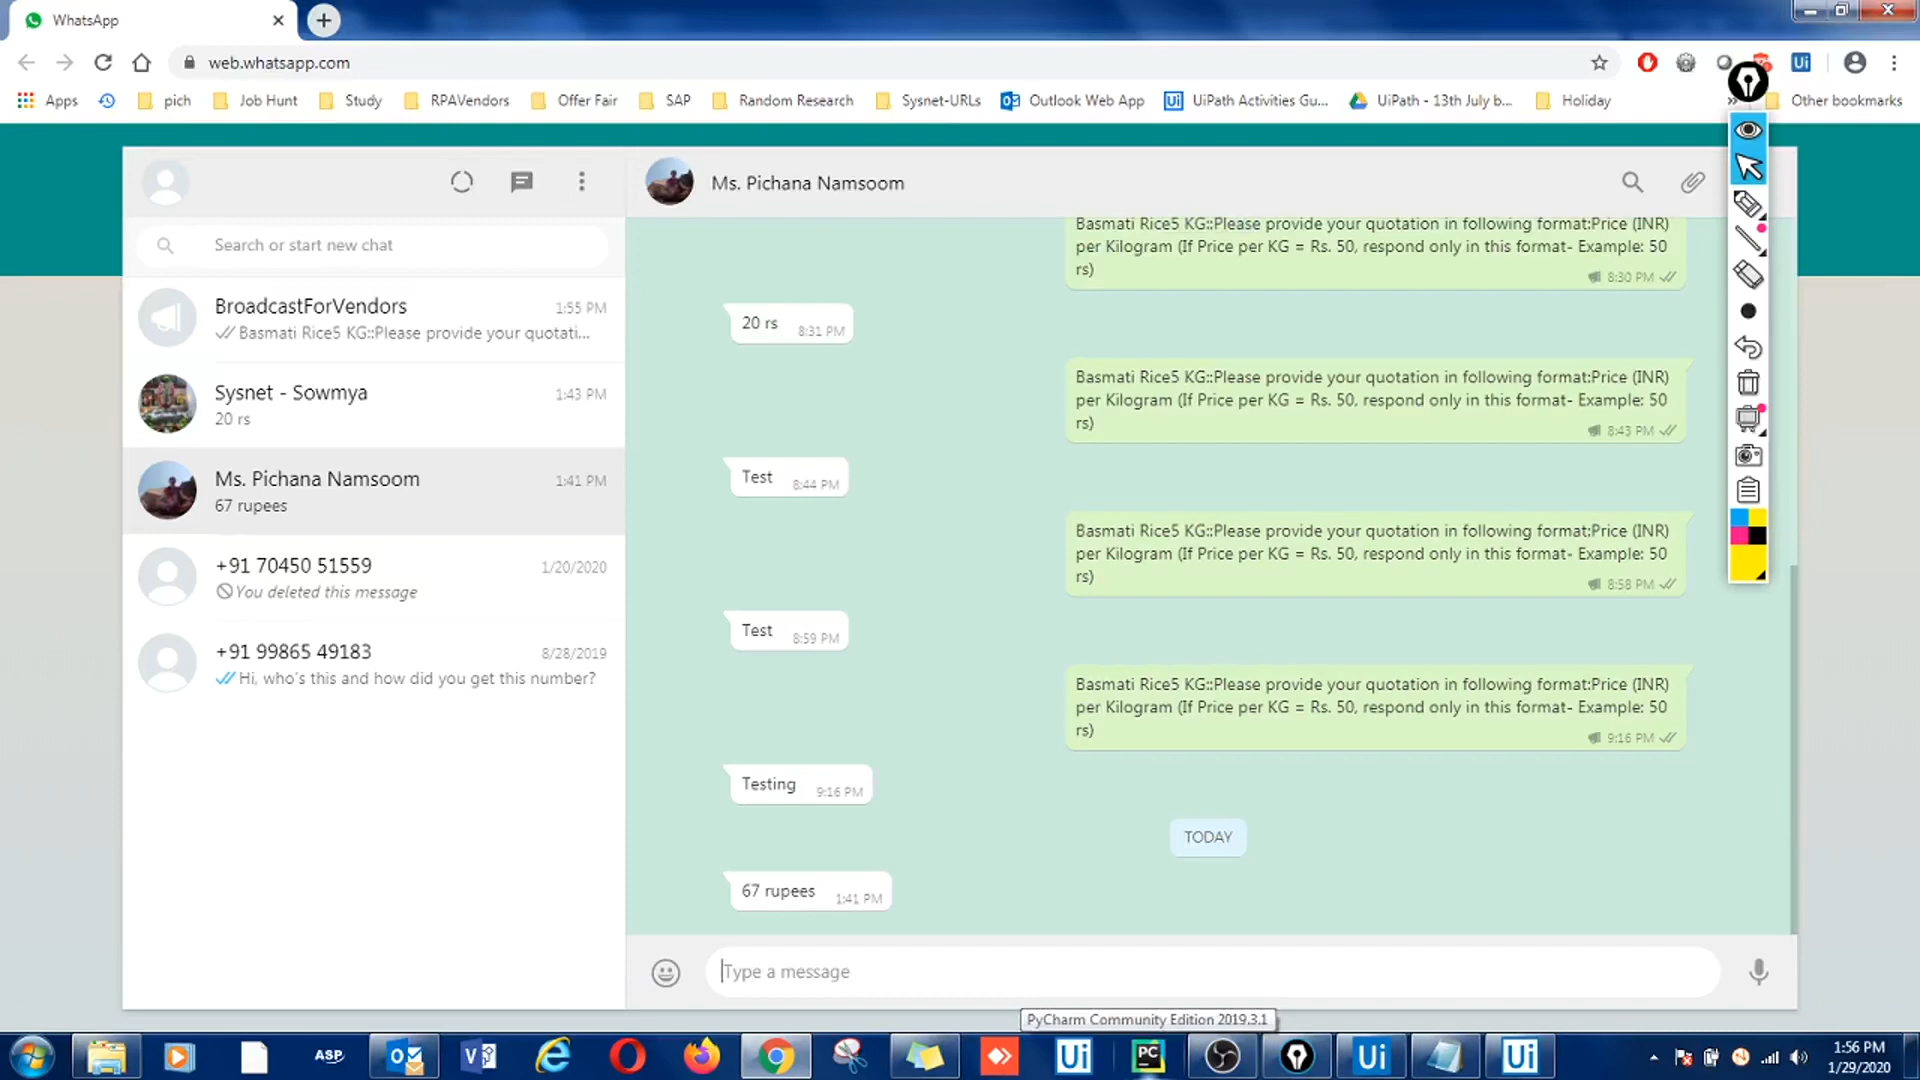 WhatsApp
web.whatsapp.com
Apps
pich
Job Hunt
Study
RPAVendors
Offer Fair
SAP
Random Research
Sysnet-URLs
Outlook Web App
UiPath Activities Gu...
UiPath - 13th July b...
Holiday
»
Other bookmarks
Search or start new chat
BroadcastForVendors
1:55 PM
Basmati Rice5 KG::Please provide your quotati...
Sysnet - Sowmya
1:43 PM
20 rs
Ms. Pichana Namsoom
1:41 PM
67 rupees
+91 70450 51559
1/20/2020
You deleted this message
+91 99865 49183
8/28/2019
Hi, who's this and how did you get this number?
Ms. Pichana Namsoom
Basmati Rice5 KG::Please provide your quotation in following format:Price (INR)
per Kilogram (If Price per KG = Rs. 50, respond only in this format- Example: 50
rs)
8:30 PM
20 rs
8:31 PM
Basmati Rice5 KG::Please provide your quotation in following format:Price (INR)
per Kilogram (If Price per KG = Rs. 50, respond only in this format- Example: 50
rs)
8:43 PM
Test
8:44 PM
Basmati Rice5 KG::Please provide your quotation in following format:Price (INR)
per Kilogram (If Price per KG = Rs. 50, respond only in this format- Example: 50
rs)
8:58 PM
Test
8:59 PM
Basmati Rice5 KG::Please provide your quotation in following format:Price (INR)
per Kilogram (If Price per KG = Rs. 50, respond only in this format- Example: 50
rs)
9:16 PM
Testing
9:16 PM
TODAY
67 rupees
1:41 PM
Type a message
PyCharm Community Edition 2019.3.1
ASP
Ui
PC
Ui
Ui
1:56 PM
1/29/2020